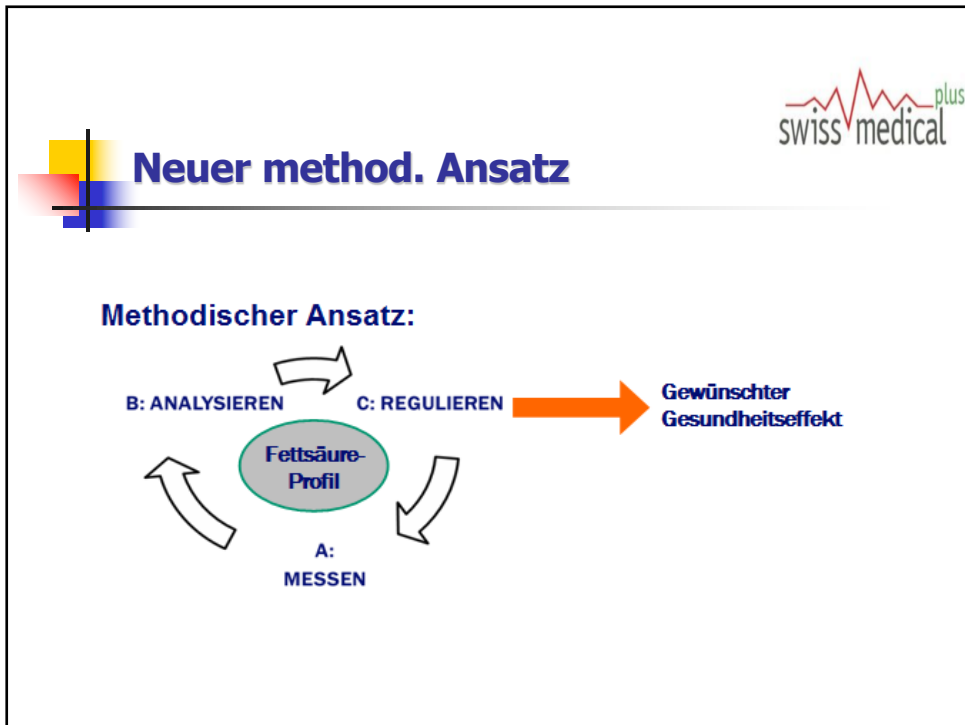 plus
swiss medical
Neuer method. Ansatz
Methodischer Ansatz:
B: ANALYSIEREN
C: REGULIEREN
Gewünschter
Gesundheitseffekt
Fettsäure-
Profil
A:
MESSEN